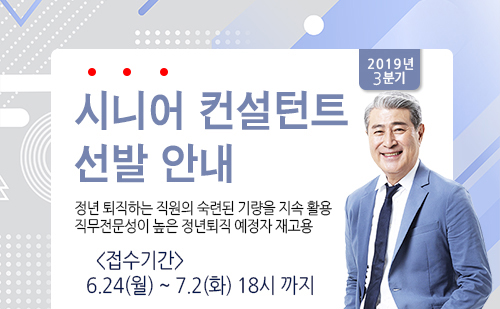 2019년
3분기
시니어 컨설턴트
선발 안내
정년 퇴직하는 직원의 숙련된 기량을 지속 활용
직무전문성이 높은 정년퇴직 예정자 재고용
<접수기간>
6.24(월) ~ 7.2(화) 18시 까지